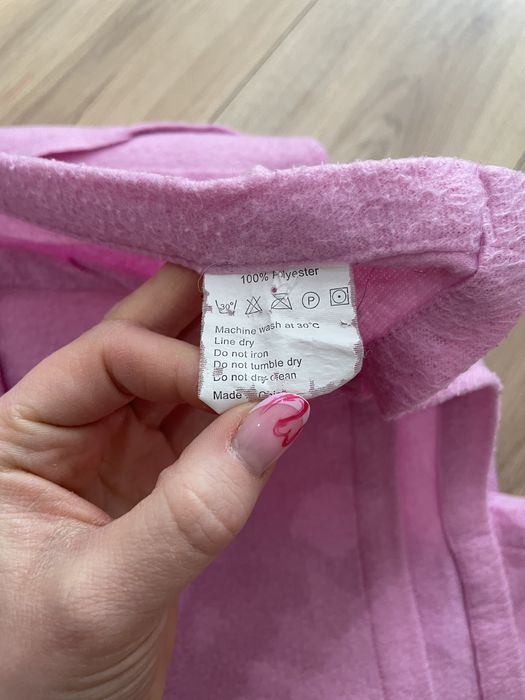 100% Polyester
30° P
Machine wash at 30°C
Line dry
Do not iron
Do not tumble dry
Do not dry-clean
Made